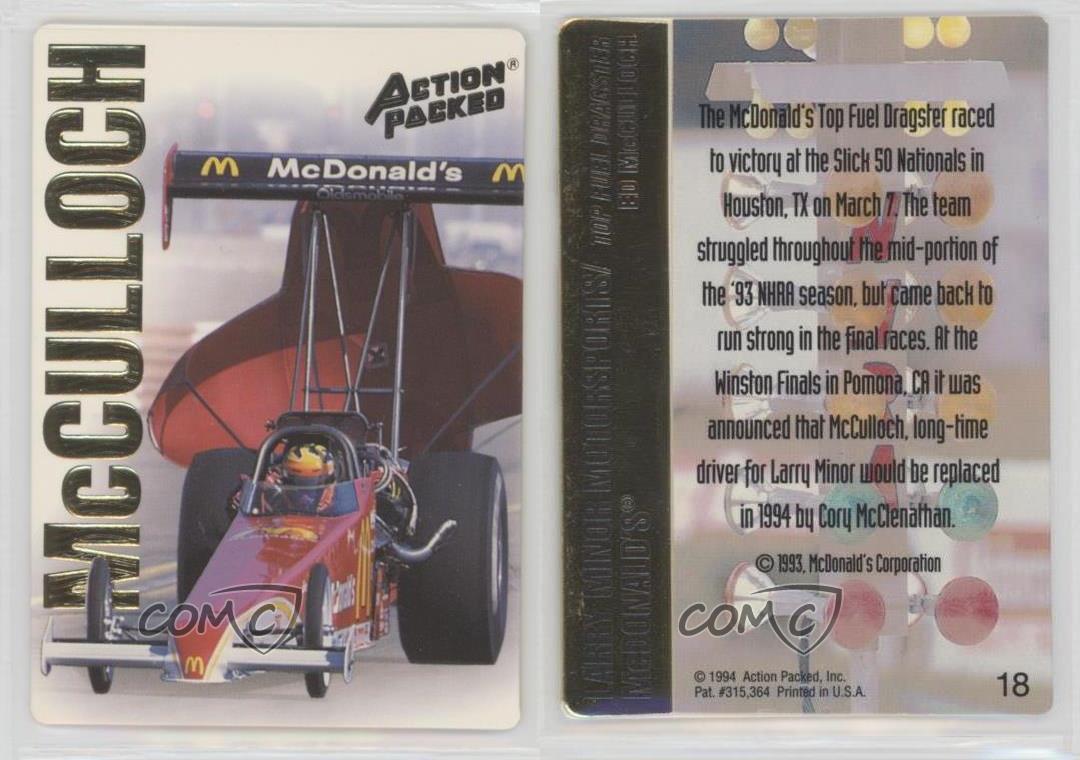 McCULLOCH
ACTION PACKED®
McDonald's
Oldsmobile
COMC
LARRY MINOR MOTORSPORTS/
McDONALD'S®
TOP FUEL DRAGSTER
ED McCULLOCH
The McDonald's Top Fuel Dragster raced
to victory at the Slick 50 Nationals in
Houston, TX on March 7. The team
struggled throughout the mid-portion of
the '93 NHRA season, but came back to
run strong in the final races. At the
Winston Finals in Pomona, CA it was
announced that McCulloch, long-time
driver for Larry Minor would be replaced
in 1994 by Cory McClenathan.
© 1993, McDonald's Corporation
COMC
© 1994 Action Packed, Inc.
Pat. #315,364 Printed in U.S.A.
18